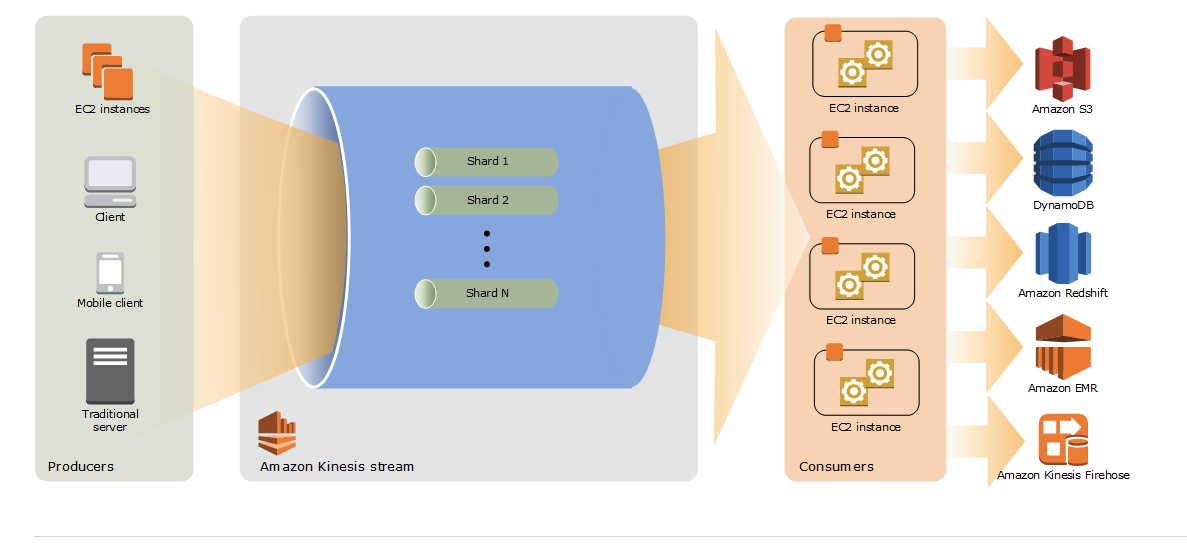 EC2 instances
Client
Mobile client
Traditional
server
Producers
Shard 1
Shard 2
Shard N
Amazon Kinesis stream
EC2 instance
EC2 instance
EC2 instance
EC2 instance
Consumers
Amazon S3
DynamoDB
Amazon Redshift
Amazon EMR
Amazon Kinesis Firehose